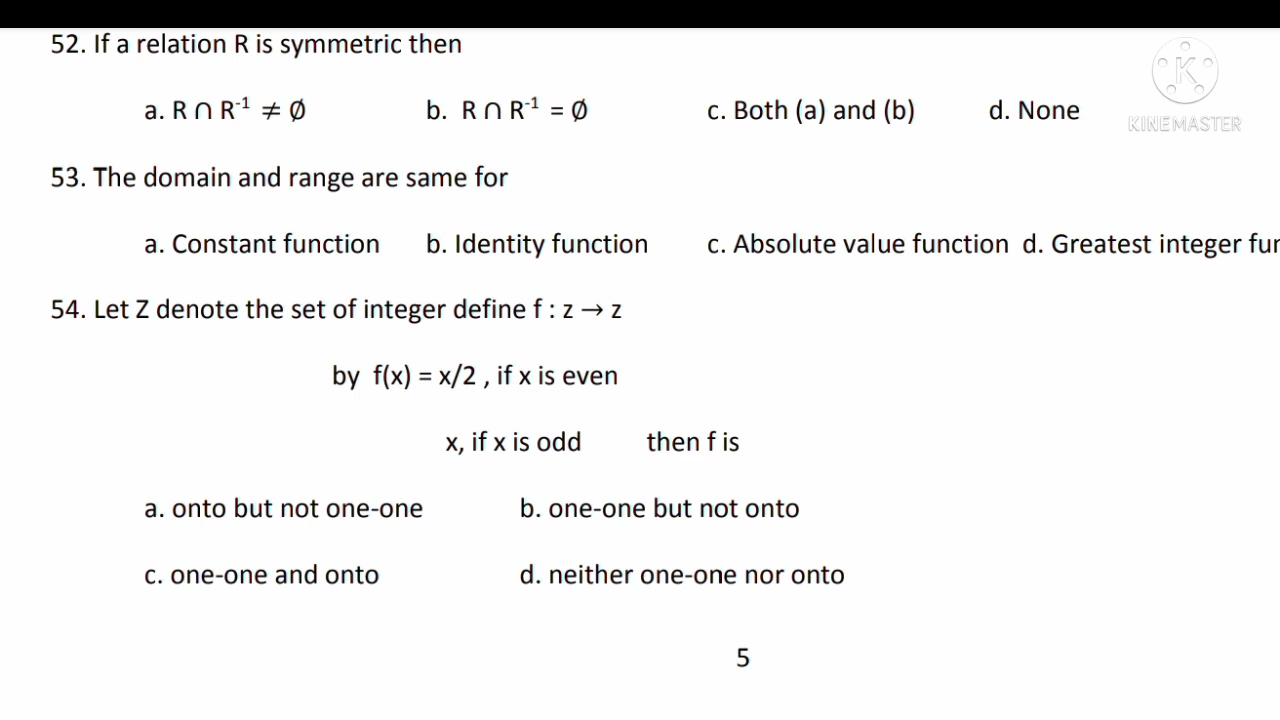 52. If a relation R is symmetric then
a. R ∩ R⁻¹ ≠ Ø b. R ∩ R⁻¹ = Ø c. Both (a) and (b) d. None
KINEMASTER
53. The domain and range are same for
a. Constant function b. Identity function c. Absolute value function d. Greatest integer fur
54. Let Z denote the set of integer define f : z → z
by f(x) = x/2 , if x is even
x, if x is odd then f is
a. onto but not one-one b. one-one but not onto
c. one-one and onto d. neither one-one nor onto
5